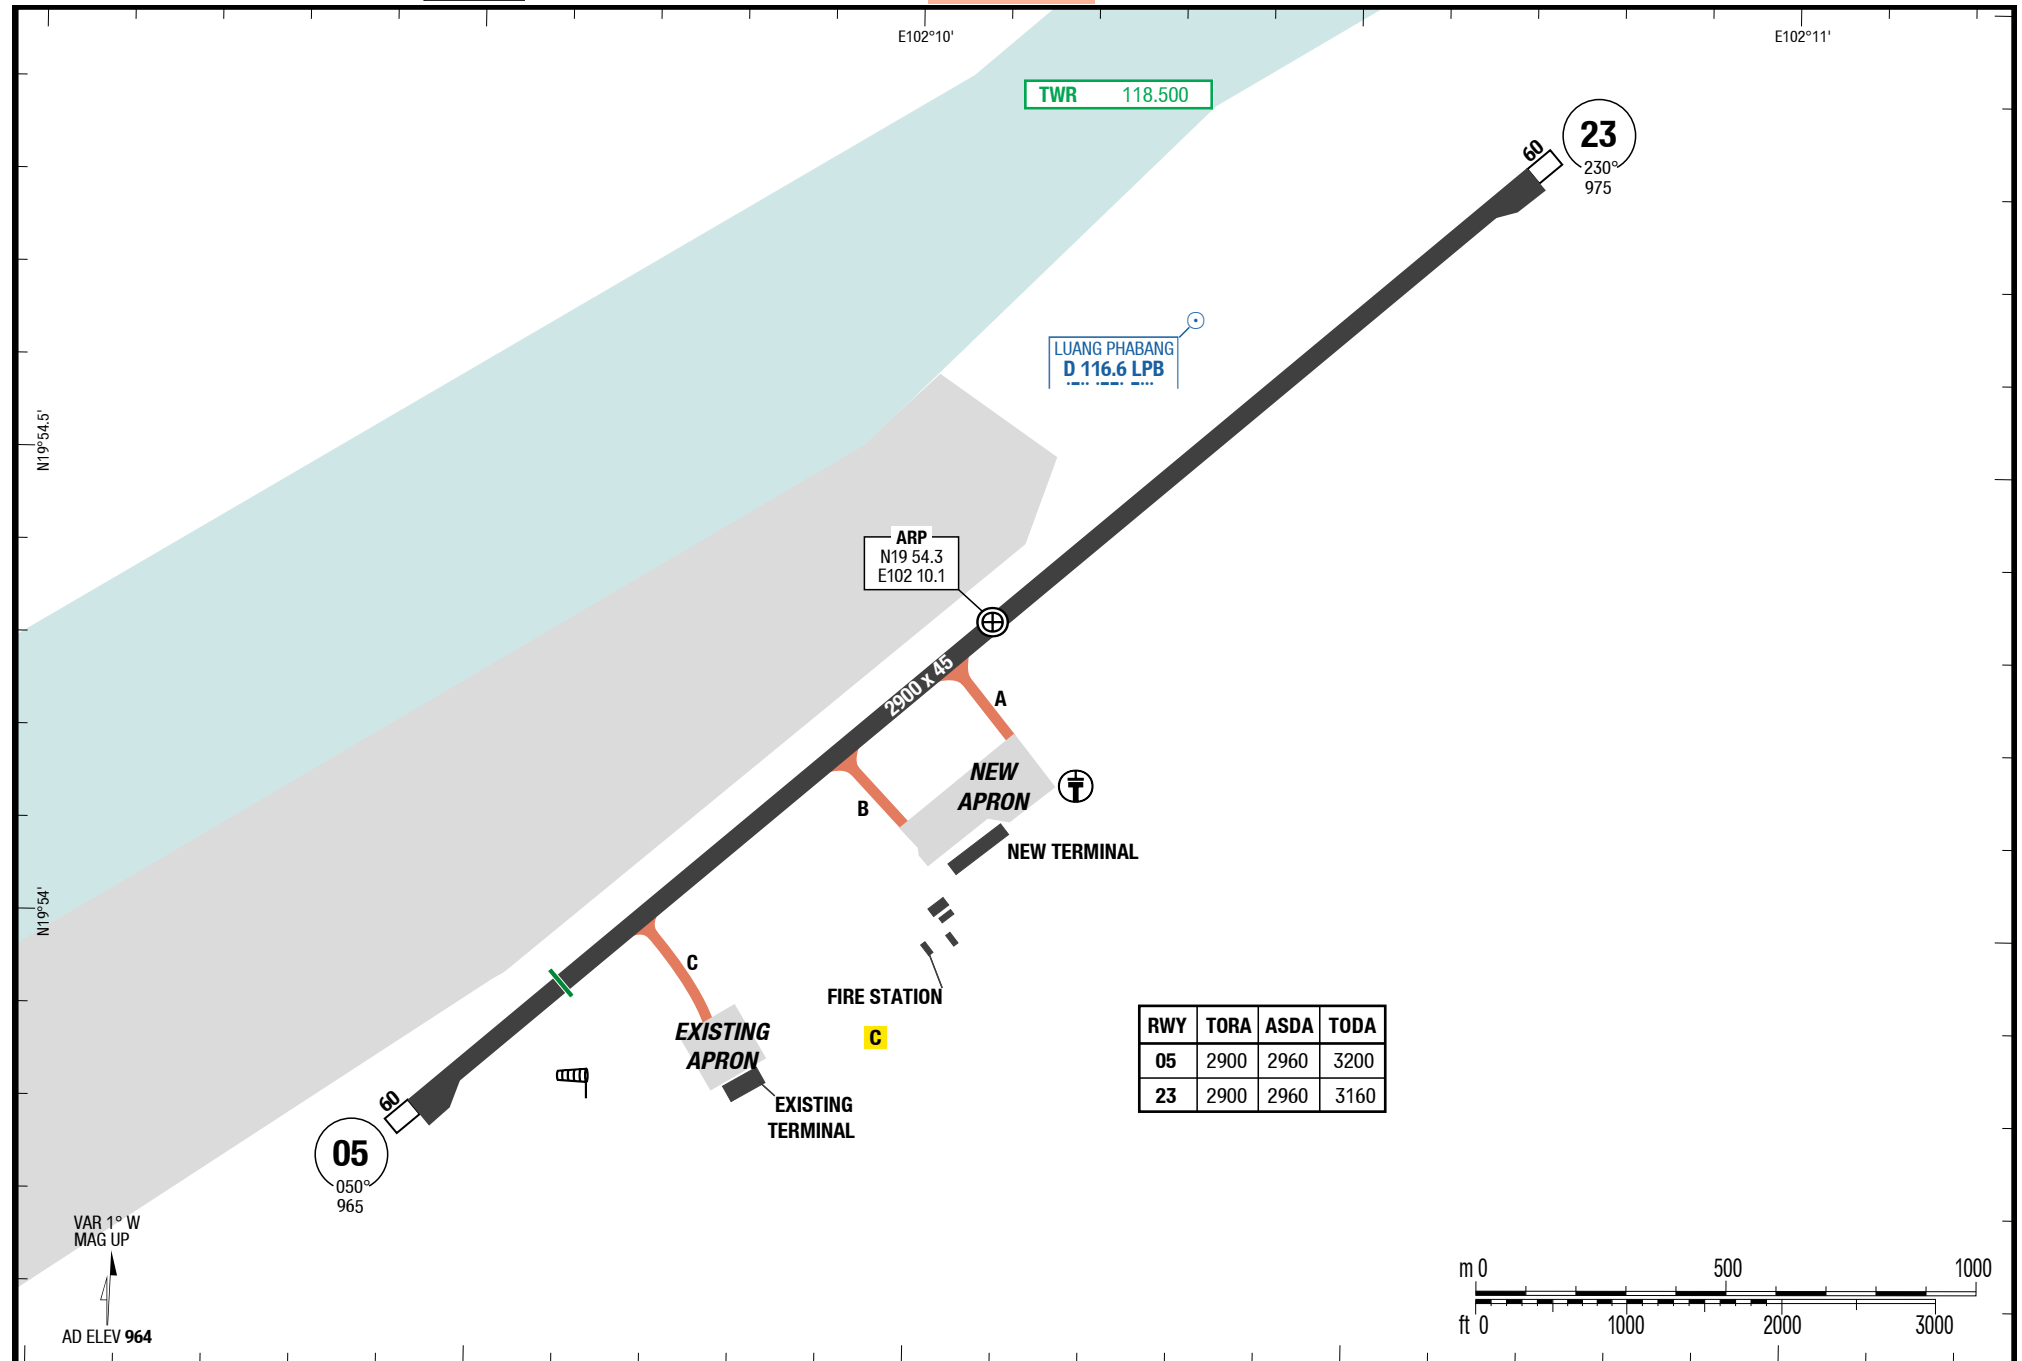 E102°10'
E102°11'
TWR 118.500
23
230°
975
60
LUANG PHABANG
D 116.6 LPB
N19°54.5'
ARP
N19 54.3
E102 10.1
2900 x 45
A
NEW
APRON
B
NEW TERMINAL
N19°54'
C
FIRE STATION
C
EXISTING
APRON
EXISTING
TERMINAL
RWY TORA ASDA TODA
05 2900 2960 3200
23 2900 2960 3160
60
05
050°
965
VAR 1° W
MAG UP
AD ELEV 964
m 0 500 1000
ft 0 1000 2000 3000